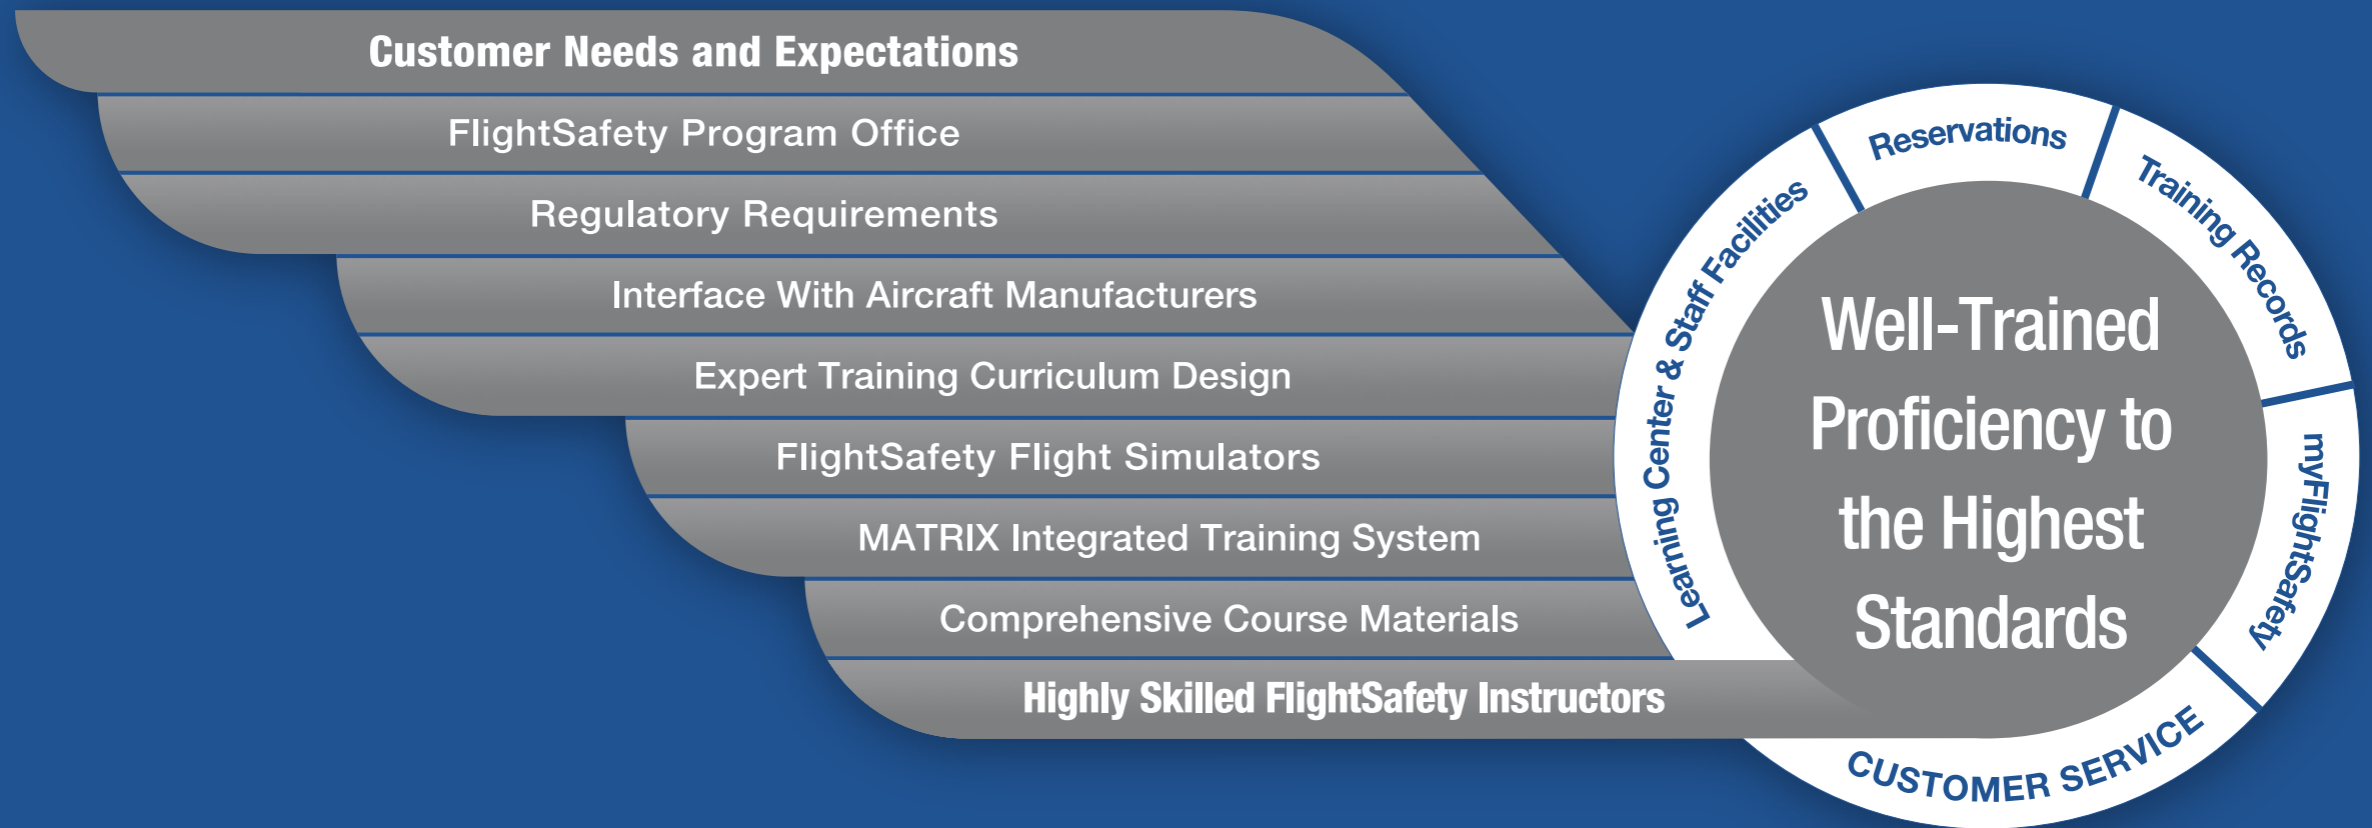 Customer Needs and Expectations
FlightSafety Program Office
Regulatory Requirements
Interface With Aircraft Manufacturers
Expert Training Curriculum Design
FlightSafety Flight Simulators
MATRIX Integrated Training System
Comprehensive Course Materials
Highly Skilled FlightSafety Instructors
Learning Center & Staff Facilities
Reservations
Training Records
myFlightSafety
CUSTOMER SERVICE
Well-Trained
Proficiency to
the Highest
Standards